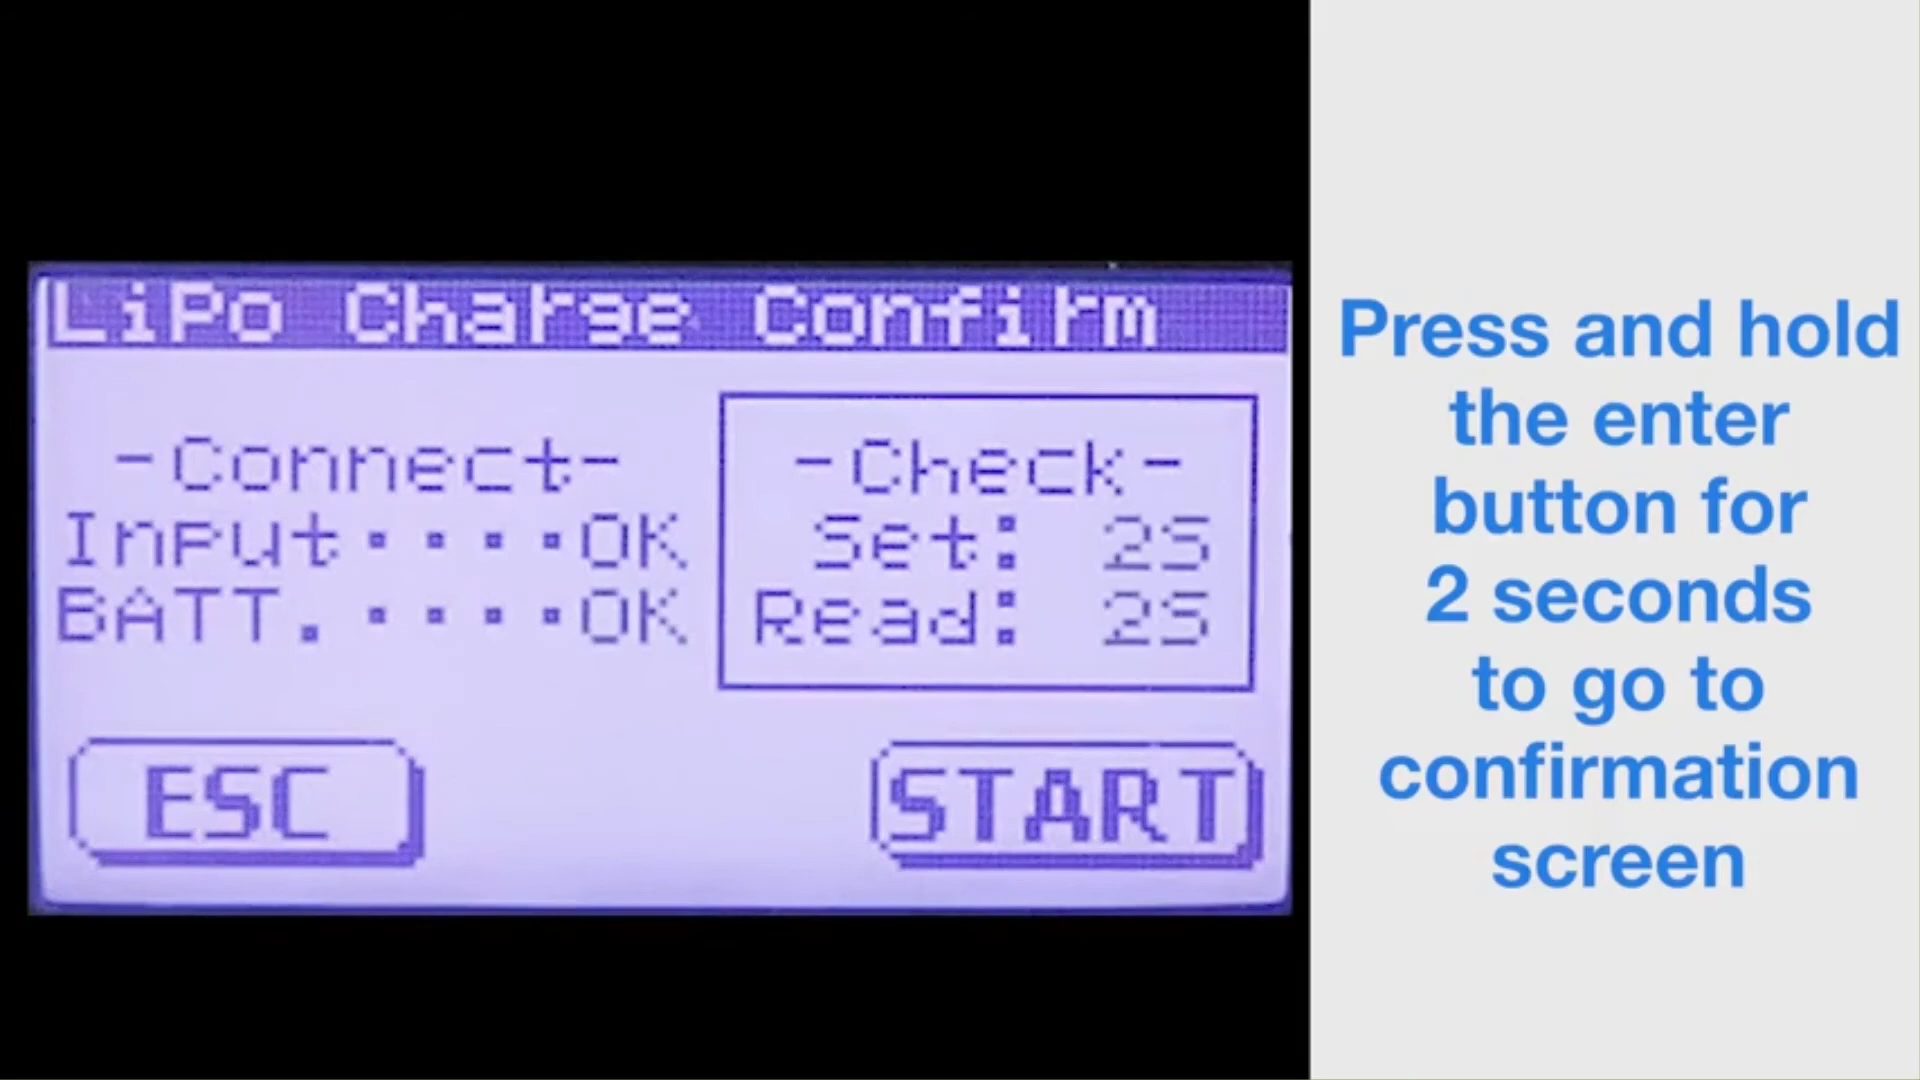 LiPo Charge Confirm
-Connect-
Input····OK
BATT.····OK
-Check-
Set: 2S
Read: 2S
ESC
START
Press and hold
the enter
button for
2 seconds
to go to
confirmation
screen